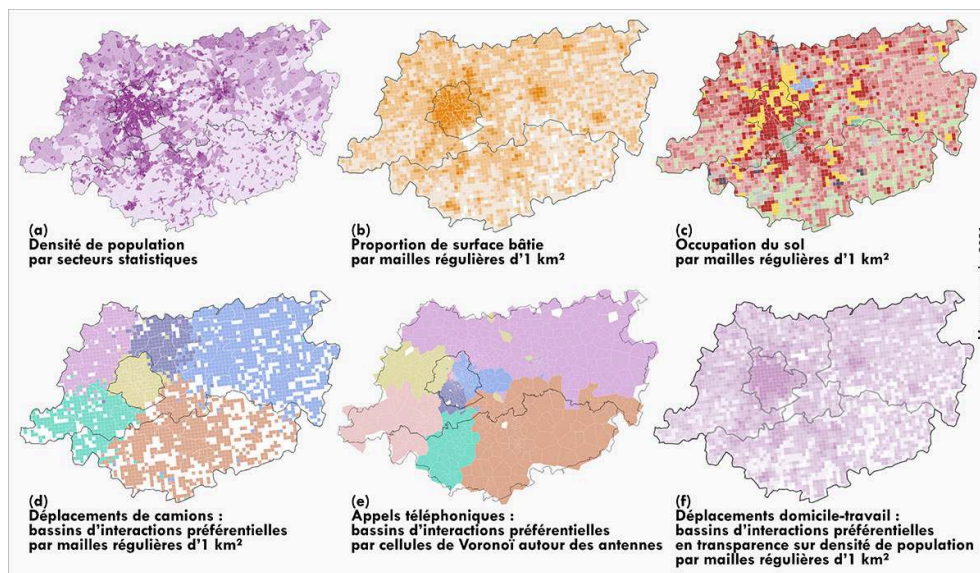 (a)
Densité de population
par secteurs statistiques
(b)
Proportion de surface bâtie
par mailles régulières d'1 km²
(c)
Occupation du sol
par mailles régulières d'1 km²
(d)
Déplacements de camions :
bassins d'interactions préférentielles
par mailles régulières d'1 km²
(e)
Appels téléphoniques :
bassins d'interactions préférentielles
par cellules de Voronoï autour des antennes
(f)
Déplacements domicile-travail :
bassins d'interactions préférentielles
en transparence sur densité de population
par mailles régulières d'1 km²